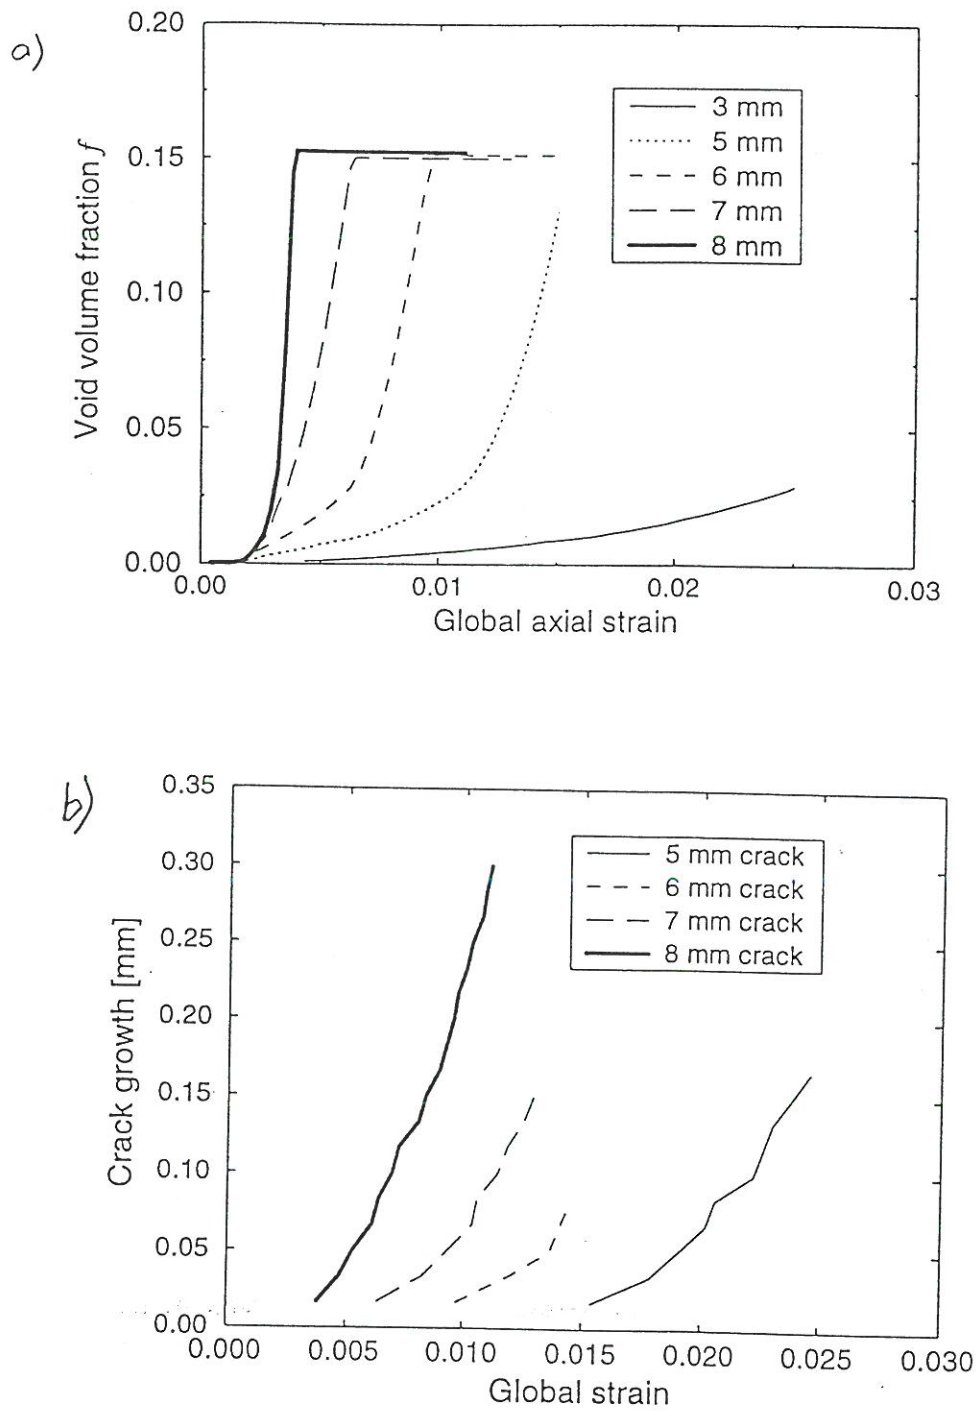 a)
0.20
0.15
0.10
0.05
0.00
Void volume fraction f
3 mm
5 mm
6 mm
7 mm
8 mm
0.00 0.01 0.02 0.03
Global axial strain
b)
0.35
0.30
0.25
0.20
0.15
0.10
0.05
0.00
Crack growth [mm]
5 mm crack
6 mm crack
7 mm crack
8 mm crack
0.000 0.005 0.010 0.015 0.020 0.025 0.030
Global strain